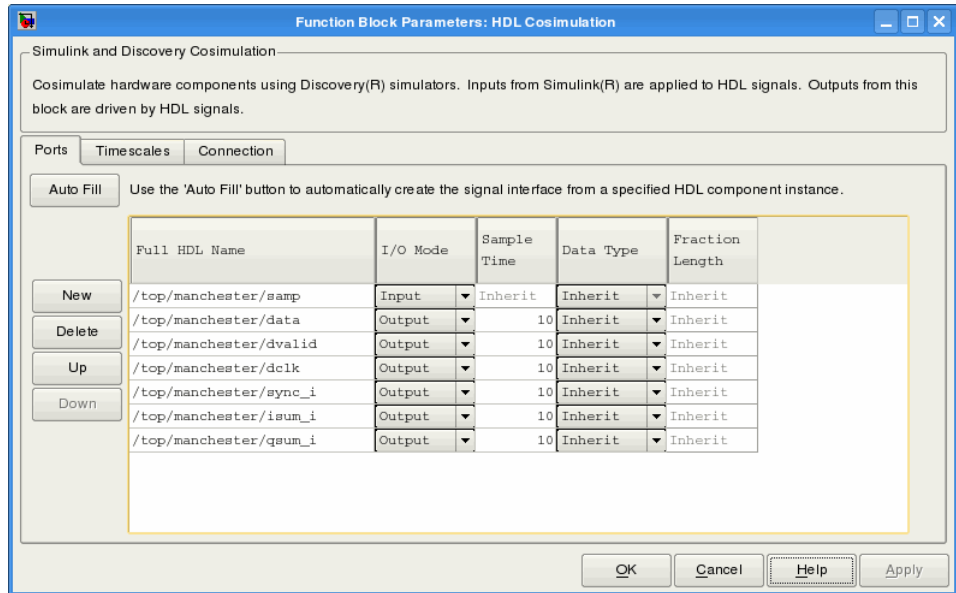 Function Block Parameters: HDL Cosimulation
Simulink and Discovery Cosimulation
Cosimulate hardware components using Discovery(R) simulators. Inputs from Simulink(R) are applied to HDL signals. Outputs from this
block are driven by HDL signals.
Ports Timescales Connection
Auto Fill Use the 'Auto Fill' button to automatically create the signal interface from a specified HDL component instance.
Full HDL Name I/O Mode Sample Time Data Type Fraction Length
New /top/manchester/samp Input Inherit Inherit Inherit
/top/manchester/data Output 10 Inherit Inherit
Delete /top/manchester/dvalid Output 10 Inherit Inherit
Up /top/manchester/dclk Output 10 Inherit Inherit
/top/manchester/sync_i Output 10 Inherit Inherit
Down /top/manchester/isum_i Output 10 Inherit Inherit
/top/manchester/qsum_i Output 10 Inherit Inherit
OK Cancel Help Apply